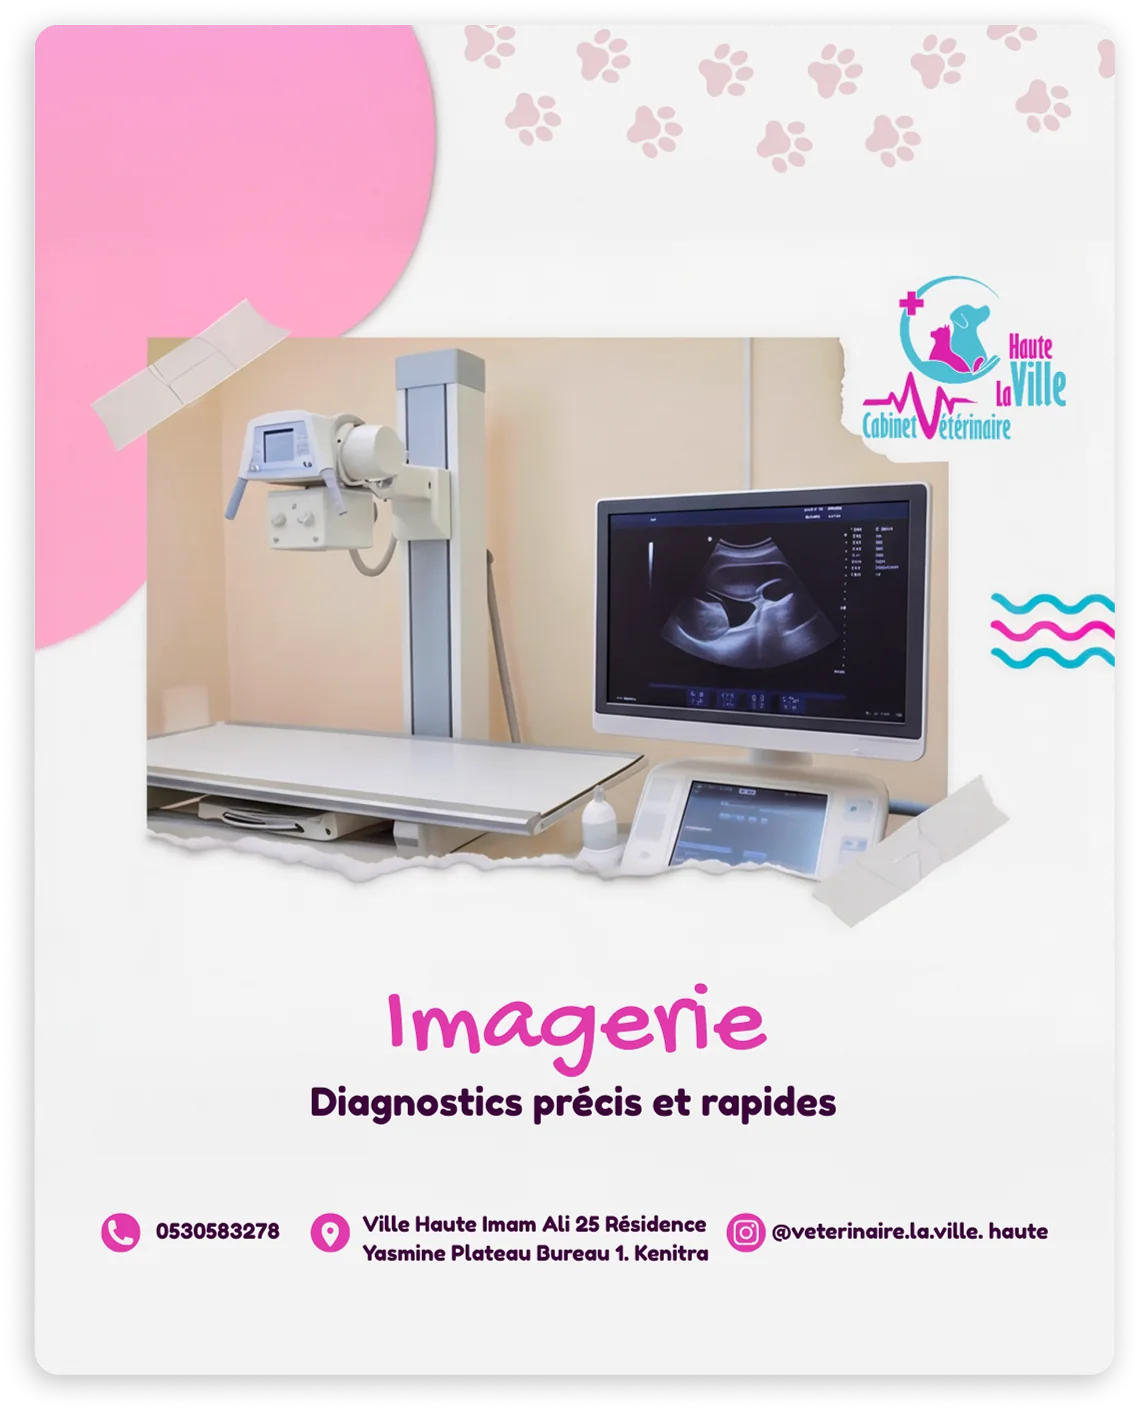 Haute
La Ville
Cabinet Vétérinaire
Imagerie
Diagnostics précis et rapides
0530583278
Ville Haute Imam Ali 25 Résidence
Yasmine Plateau Bureau 1. Kenitra
@veterinaire.la.ville. haute